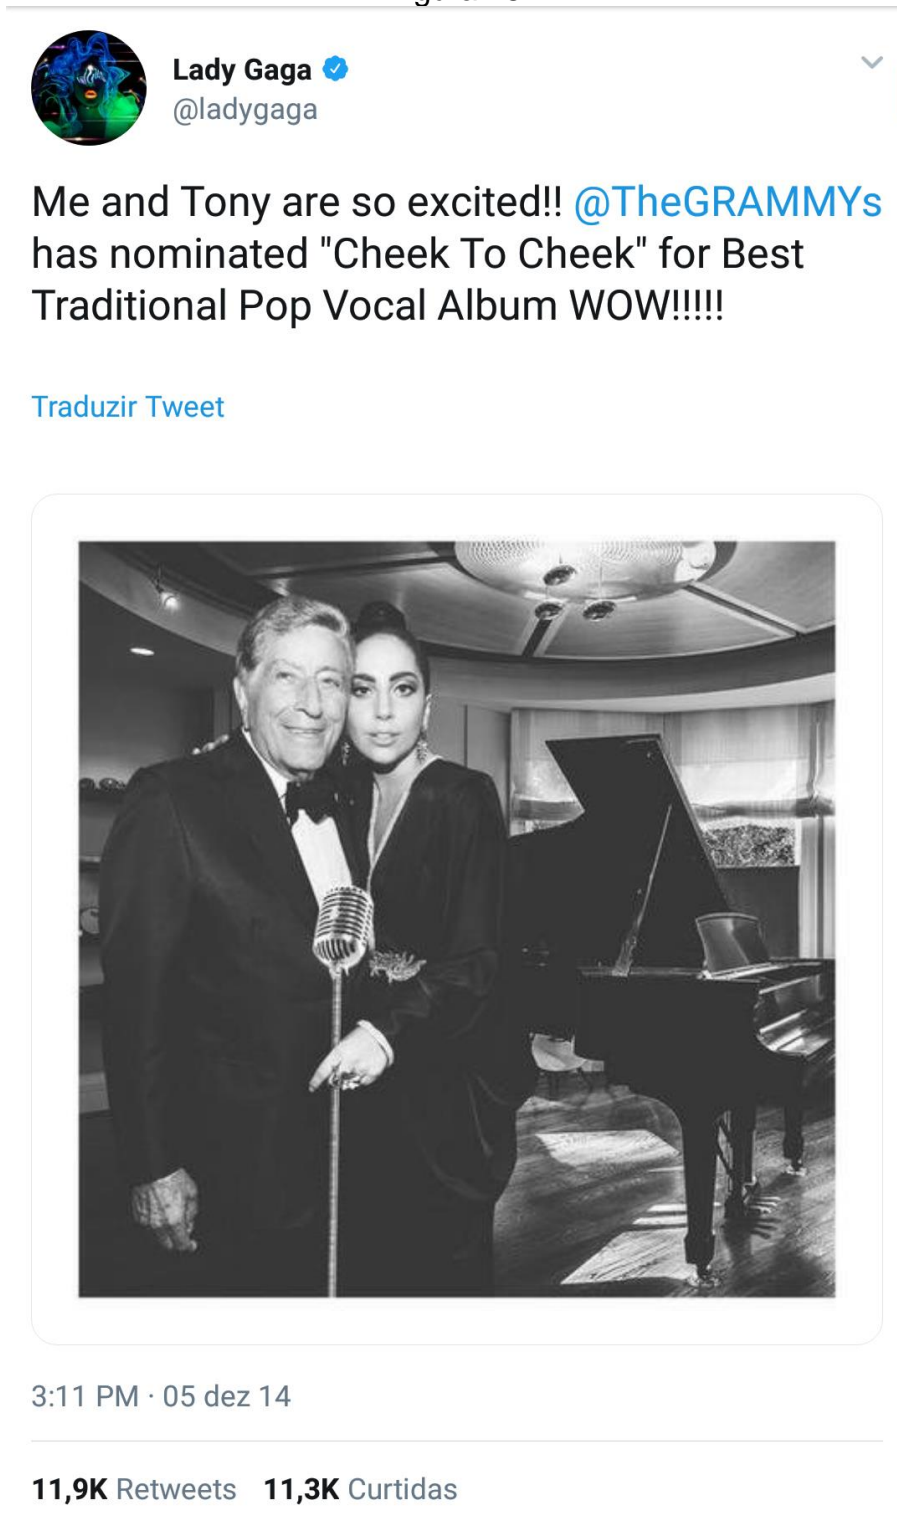 Lady Gaga
@ladygaga
Me and Tony are so excited!! @TheGRAMMYs
has nominated "Cheek To Cheek" for Best
Traditional Pop Vocal Album WOW!!!!!
Traduzir Tweet
3:11 PM · 05 dez 14
11,9K Retweets 11,3K Curtidas